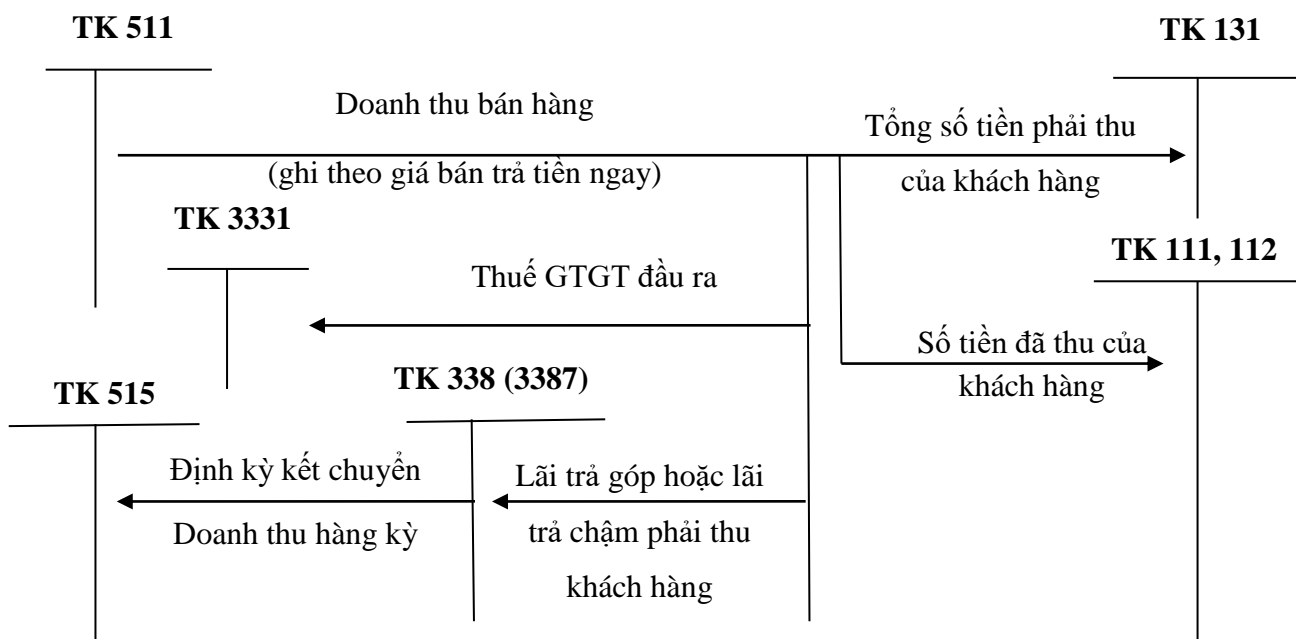 TK 511
TK 131
Doanh thu bán hàng
(ghi theo giá bán trả tiền ngay)
Tổng số tiền phải thu
của khách hàng
TK 3331
TK 111, 112
Thuế GTGT đầu ra
Số tiền đã thu của
khách hàng
TK 515
TK 338 (3387)
Định kỳ kết chuyển
Doanh thu hàng kỳ
Lãi trả góp hoặc lãi
trả chậm phải thu
khách hàng